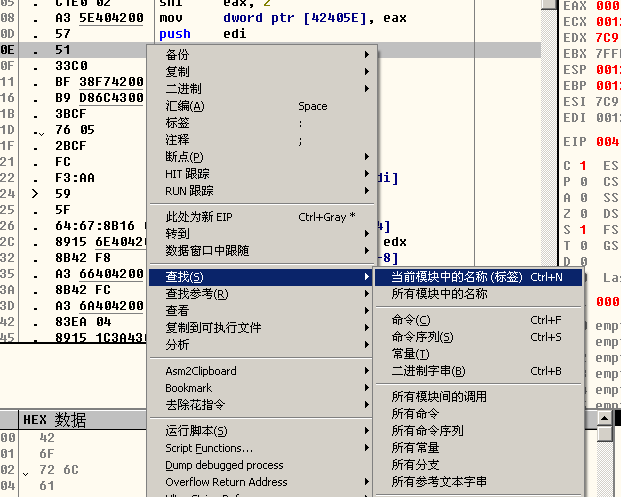 05 . C1E0 02 shl eax, 2 EAX 000
08 . A3 5E404200 mov dword ptr [42405E], eax ECX 0012
0D . 57 push edi EDX 7C9
0E . 51 EBX 7FF
0F . 33C0 备份 ESP 0012
11 . BF 38F74200 复制 EBP 0012
16 . B9 D86C4300 二进制 ESI 7C9
1B . 3BCF 汇编(A) Space EDI 0012
1D . 76 05 标签 :
1F . 2BCF 注释 ; EIP 004
21 . FC 断点(P) C 1 ES
22 . F3:AA HIT 跟踪 di] P 0 CS
24 > 59 RUN 跟踪 A 0 SS
25 . 5F 此处为新 EIP Ctrl+Gray * Z 0 DS
26 . 64:67:8B16 转到 4] S 1 FS
2C . 8915 6E4042 数据窗口中跟随 edx T 0 GS
32 . 8B42 F8 -8] D 0
35 . A3 66404200 查找(S) 当前模块中的名称(标签) Ctrl+N Las
3A . 8B42 FC 查找参考(R) 所有模块中的名称
3D . A3 6A404200 查看 命令(C) Ctrl+F empt
42 . 83EA 04 复制到可执行文件 命令序列(S) Ctrl+S empt
45 . 8915 1C3A43 分析 常量(T) empt
二进制字串(B) Ctrl+B
Asm2Clipboard
Bookmark 所有模块间的调用
去除花指令 所有命令
HEX 数据 所有命令序列
00 42 运行脚本(S) 所有常量
01 6F Script Functions... 所有分支
02 72 6C Dump debugged process 所有参考文本字串
04 61 Overflow Return Address